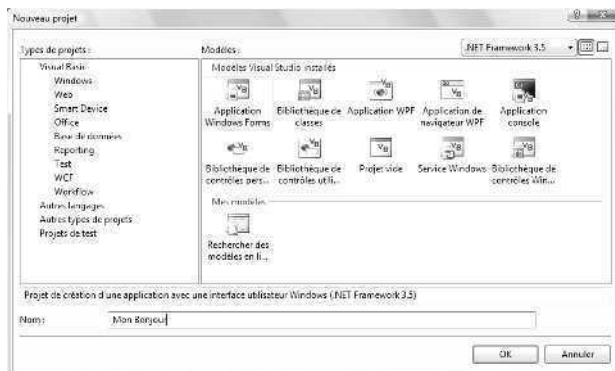 Nouveau projet
Types de projets :
Modèles :
.NET Framework 3.5
Visual Basic
Windows
Web
Smart Device
Office
Base de données
Reporting
Test
WCF
Workflow
Autres langages
Autres types de projets
Projets de test
Modèles Visual Studio installés
Application Windows Forms
Bibliothèque de classes
Application WPF
Application de navigateur WPF
Application console
Bibliothèque de contrôles pers...
Bibliothèque de contrôles utili...
Projet vide
Service Windows
Bibliothèque de contrôles Win...
Mes modèles
Rechercher des modèles en li...
Projet de création d'une application avec une interface utilisateur Windows (.NET Framework 3.5)
Nom :
Mon Bonjour
OK
Annuler